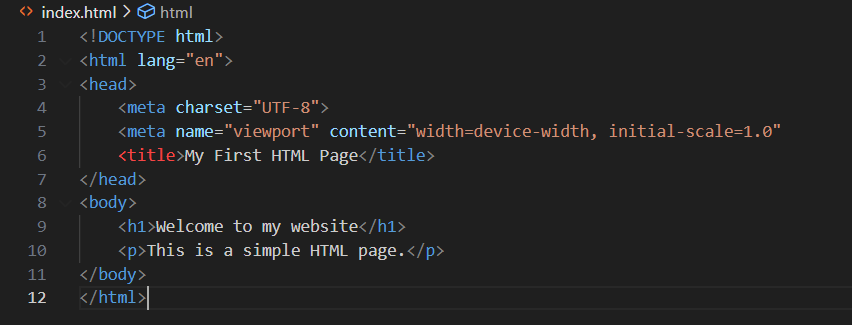 index.html > html
1 <!DOCTYPE html>
2 <html lang="en">
3 <head>
4     <meta charset="UTF-8">
5     <meta name="viewport" content="width=device-width, initial-scale=1.0"
6     <title>My First HTML Page</title>
7 </head>
8 <body>
9     <h1>Welcome to my website</h1>
10     <p>This is a simple HTML page.</p>
11 </body>
12 </html>